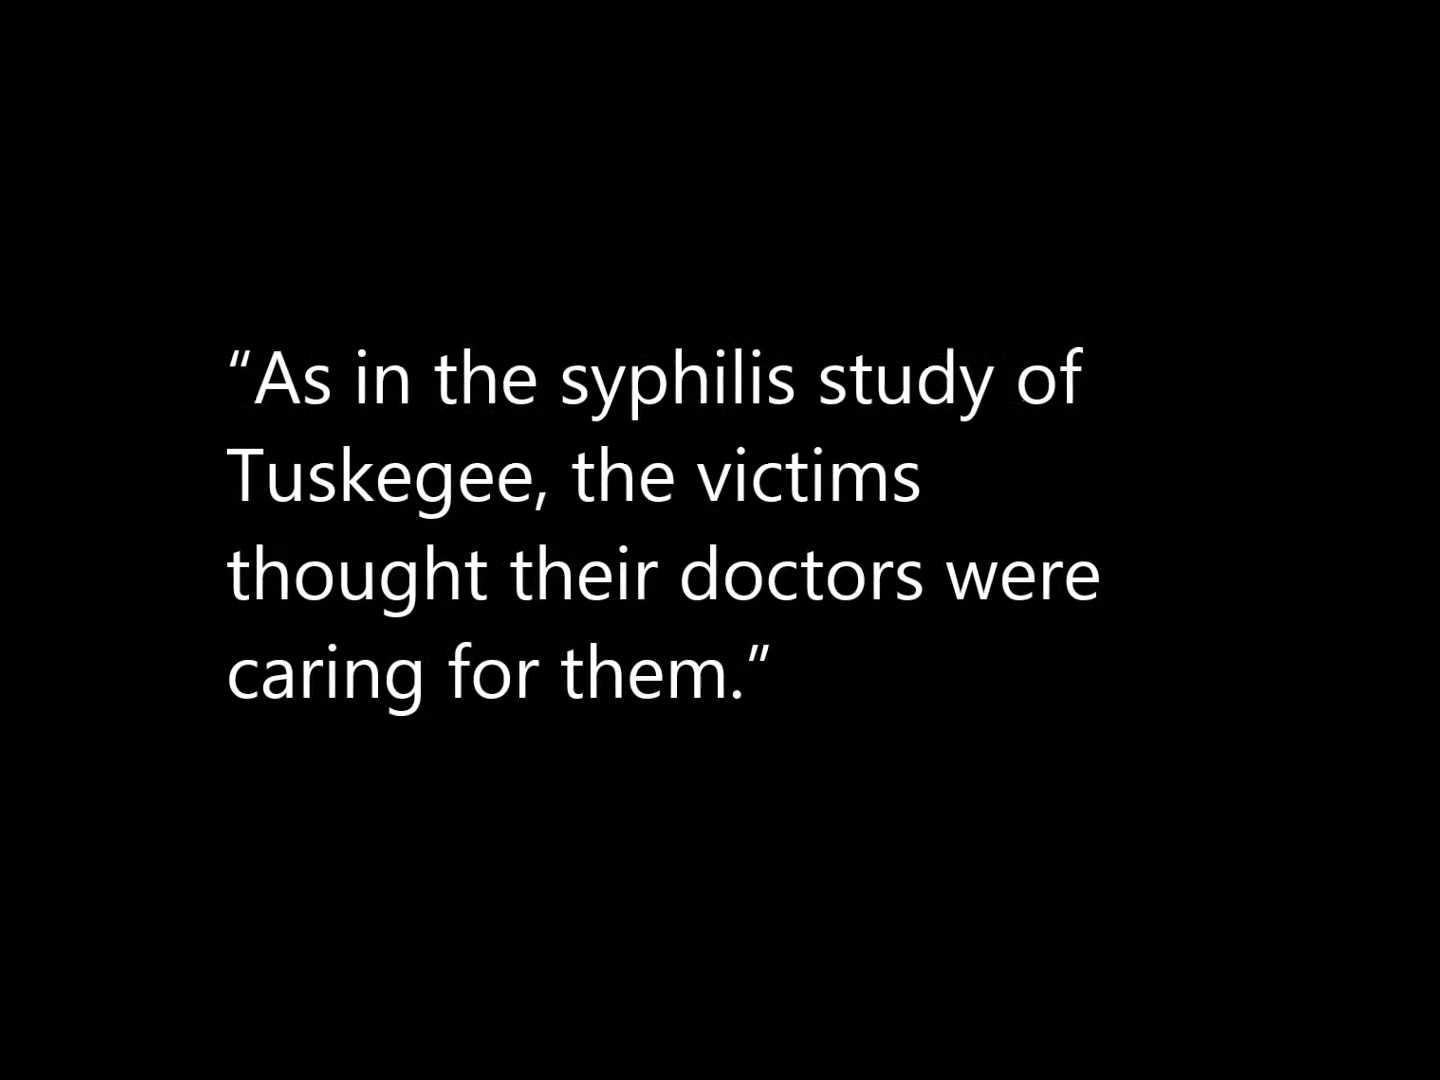 “As in the syphilis study of
Tuskegee, the victims
thought their doctors were
caring for them.”